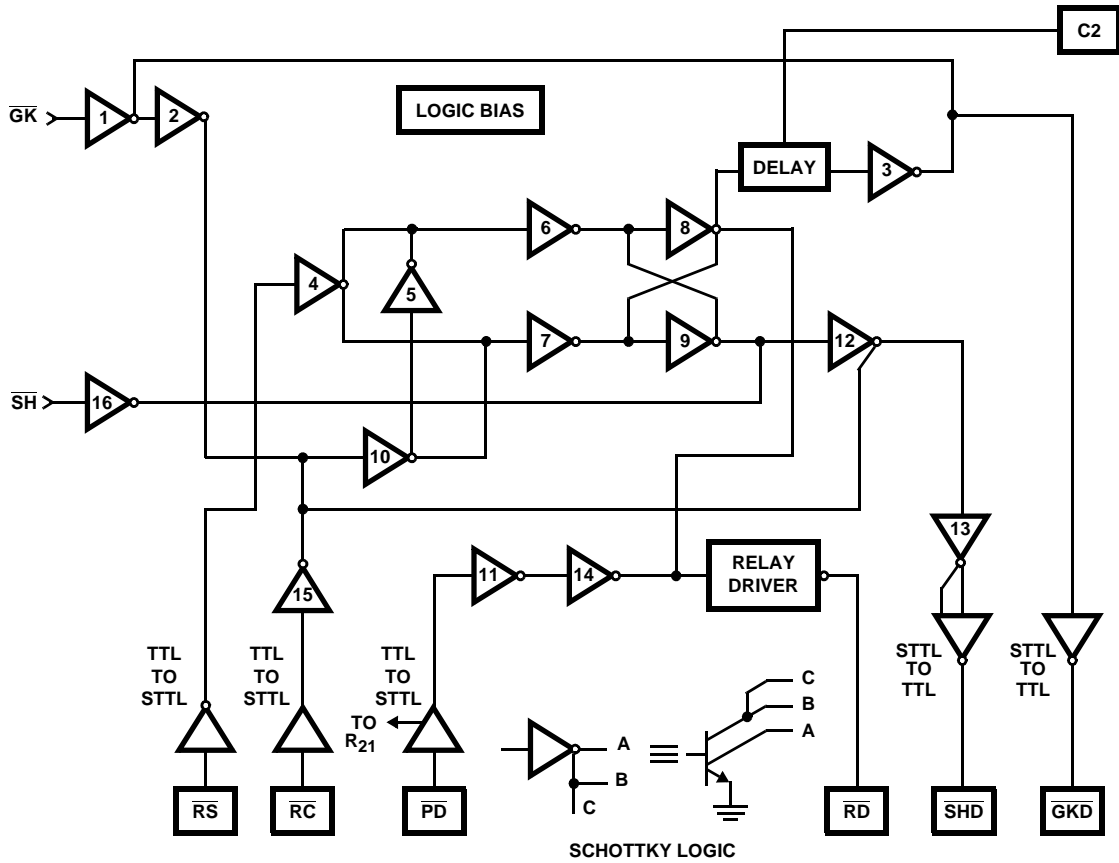 C2
GK
1
2
LOGIC BIAS
DELAY
3
6
8
4
5
7
9
12
SH
16
10
13
11
14
RELAY
DRIVER
15
TTL
TO
STTL
TTL
TO
STTL
TTL
TO
STTL
STTL
TO
TTL
STTL
TO
TTL
TO
R21
A
B
C
C
B
A
RS
RC
PD
RD
SHD
GKD
SCHOTTKY LOGIC